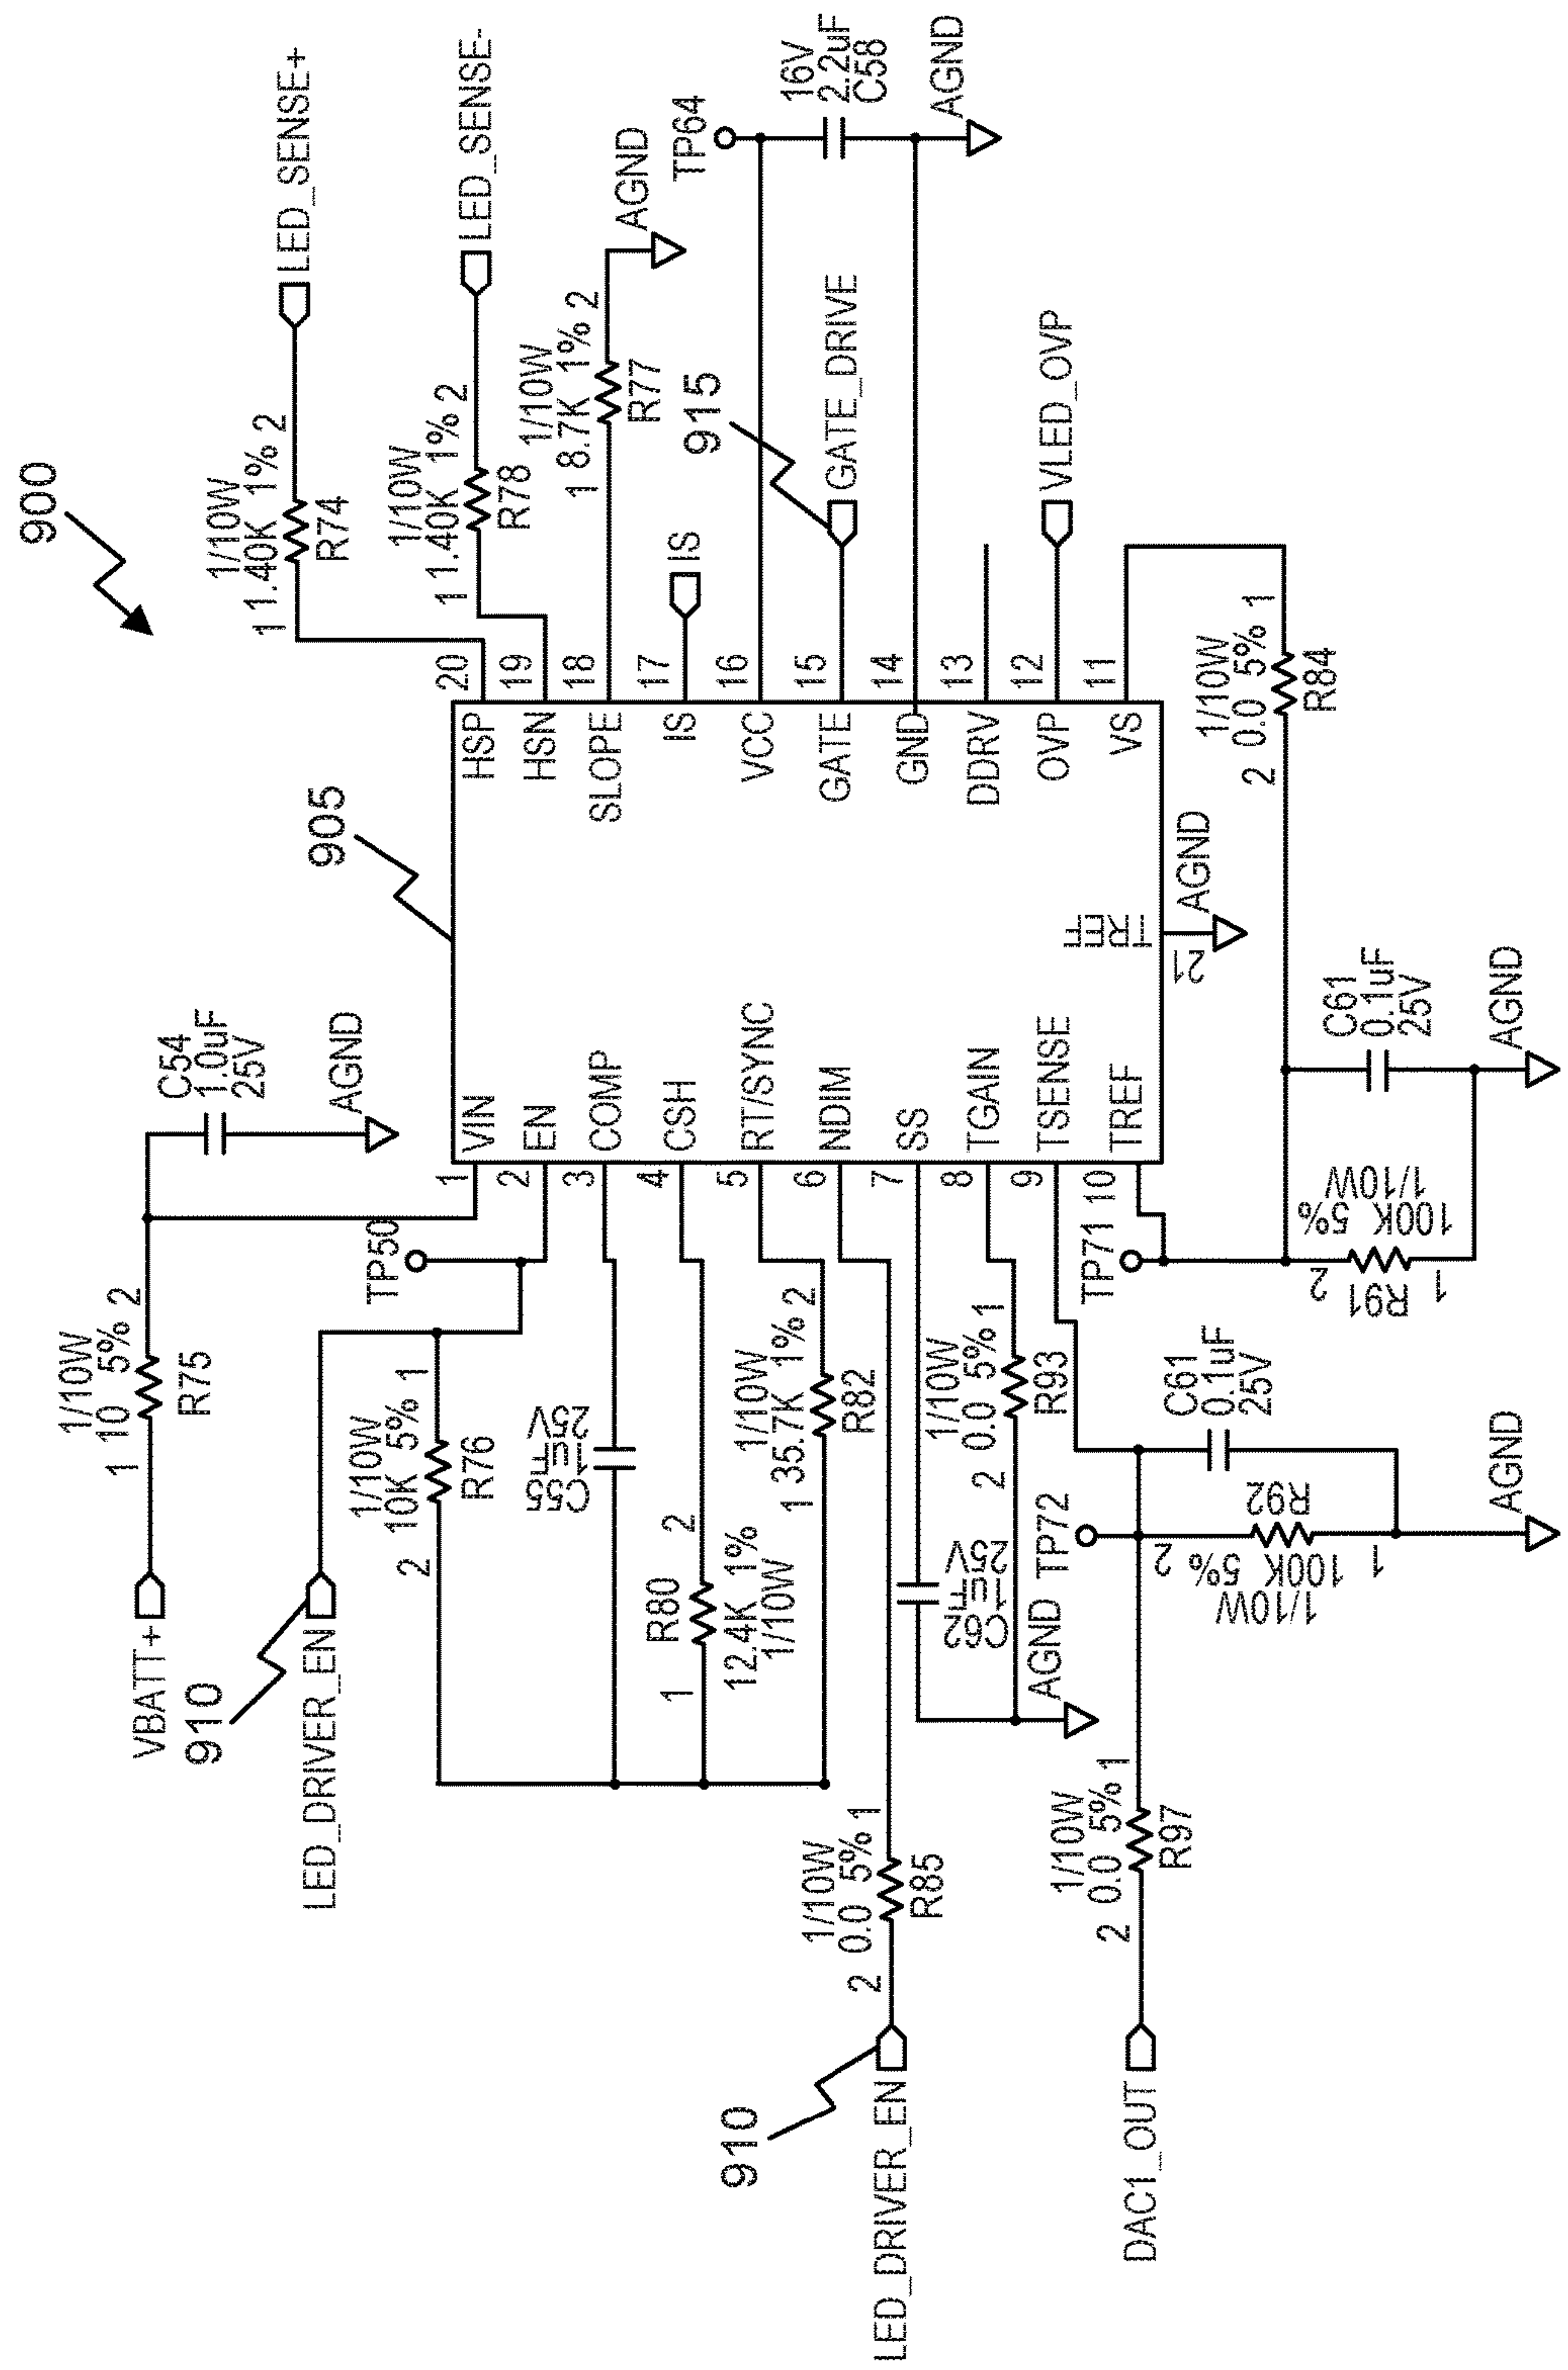 900
905
910
VBATT+
1/10W
1 10 5% 2
R75
C54
1.0uF
25V
AGND
LED_DRIVER_EN
TP50
1/10W
2 10K 5% 1
R76
C55
1uF
25V
R80
1 2
12.4K 1%
1/10W
1/10W
1 35.7K 1% 2
R82
910
LED_DRIVER_EN
1/10W
2 0.0 5% 1
R85
C62
1uF
25V
AGND
1/10W
2 0.0 5% 1
R93
TP72
DAC1_OUT
1/10W
2 0.0 5% 1
R97
R92
2 100K 5% 1
1/10W
C61
0.1uF
25V
AGND
TP71
R91
2 1
100K 5%
1/10W
C61
0.1uF
25V
AGND
1 VIN
2 EN
3 COMP
4 CSH
5 RT/SYNC
6 NDIM
7 SS
8 TGAIN
9 TSENSE
10 TREF
TREF
21
AGND
HSP 20
HSN 19
SLOPE 18
IS 17
VCC 16
GATE 15
GND 14
DDRV 13
OVP 12
VS 11
1/10W
1 1.40K 1% 2
R74
LED_SENSE+
1/10W
1 1.40K 1% 2
R78
LED_SENSE-
1/10W
1 8.7K 1% 2
R77
AGND
IS
TP64
16V
2.2uF
C58
AGND
915
GATE_DRIVE
VLED_OVP
1/10W
2 0.0 5% 1
R84